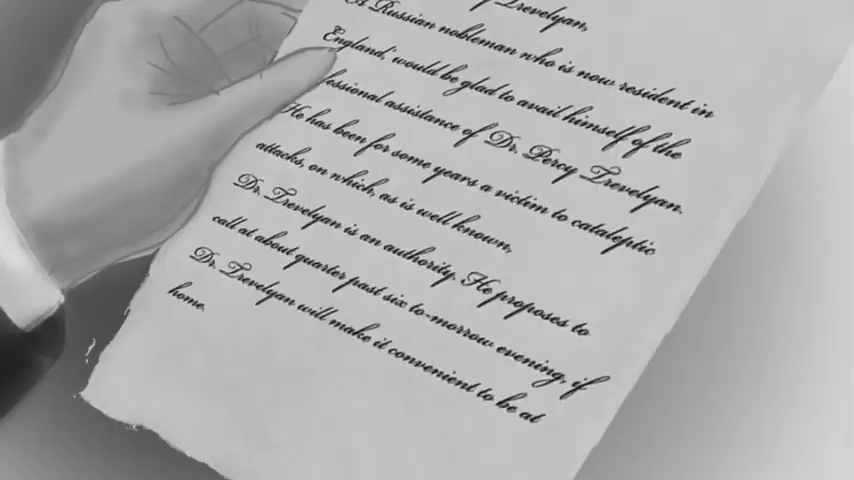 of Trevelyan,
A Russian nobleman who is now resident in
England, would be glad to avail himself of the
fessional assistance of Dr. Percy Trevelyan.
He has been for some years a victim to cataleptic
attacks, on which, as is well known,
Dr. Trevelyan is an authority. He proposes to
call at about quarter past six to-morrow evening, if
Dr. Trevelyan will make it convenient to be at
home.